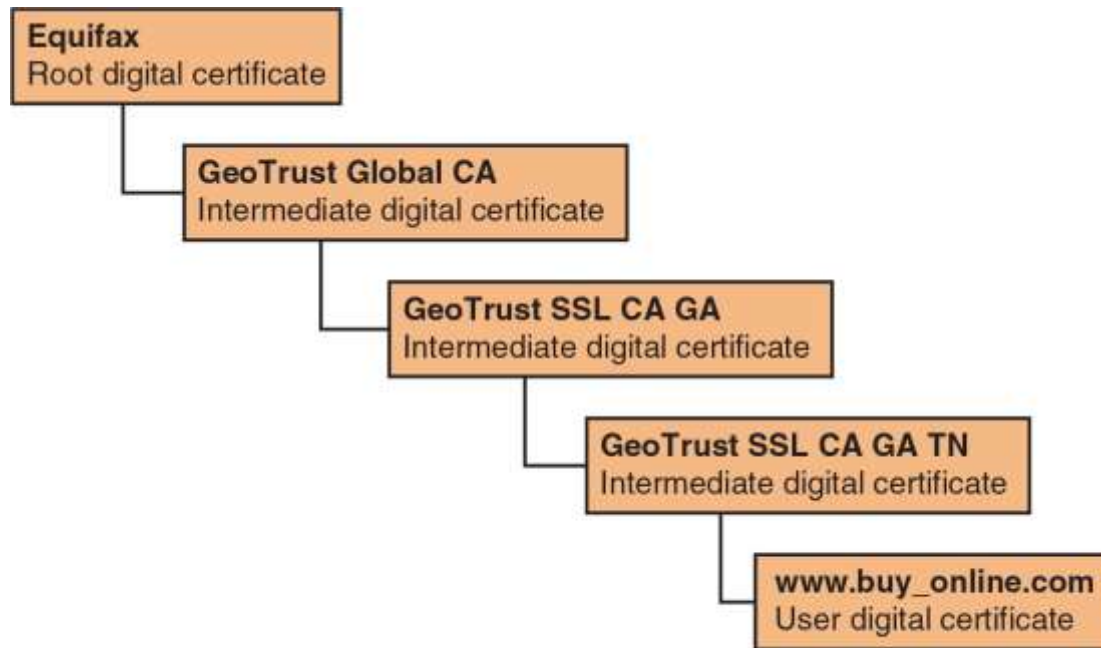 Equifax
Root digital certificate
GeoTrust Global CA
Intermediate digital certificate
GeoTrust SSL CA GA
Intermediate digital certificate
GeoTrust SSL CA GA TN
Intermediate digital certificate
www.buy_online.com
User digital certificate